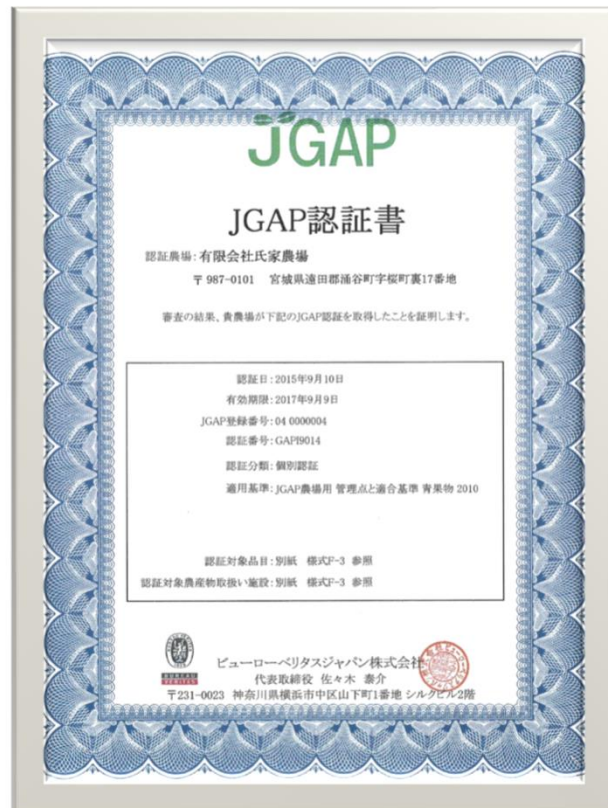 JGAP
JGAP認証書
認証農場:有限会社氏家農場
〒987-0101 宮城県遠田郡涌谷町字桜町裏17番地
審査の結果、貴農場が下記のJGAP認証を取得したことを証明します。
認証日:2015年9月10日
有効期限:2017年9月9日
JGAP登録番号:04 0000004
認証番号:GAPI9014
認証分類:個別認証
適用基準:JGAP農場用 管理点と適合基準 青果物 2010
認証対象品目:別紙 様式F-3 参照
認証対象農産物取扱い施設:別紙 様式F-3 参照
BUREAU
VERITAS
ビューローベリタスジャパン株式会社
代表取締役 佐々木 泰介
〒231-0023 神奈川県横浜市中区山下町1番地 シルクビル2階